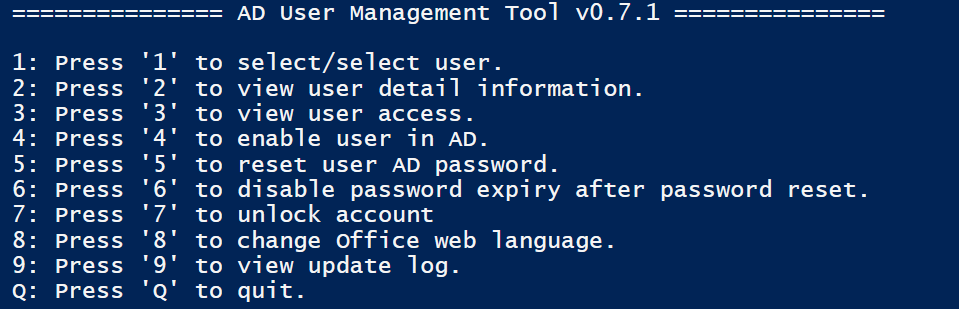 =============== AD User Management Tool v0.7.1 ===============
1: Press '1' to select/select user.
2: Press '2' to view user detail information.
3: Press '3' to view user access.
4: Press '4' to enable user in AD.
5: Press '5' to reset user AD password.
6: Press '6' to disable password expiry after password reset.
7: Press '7' to unlock account
8: Press '8' to change Office web language.
9: Press '9' to view update log.
Q: Press 'Q' to quit.